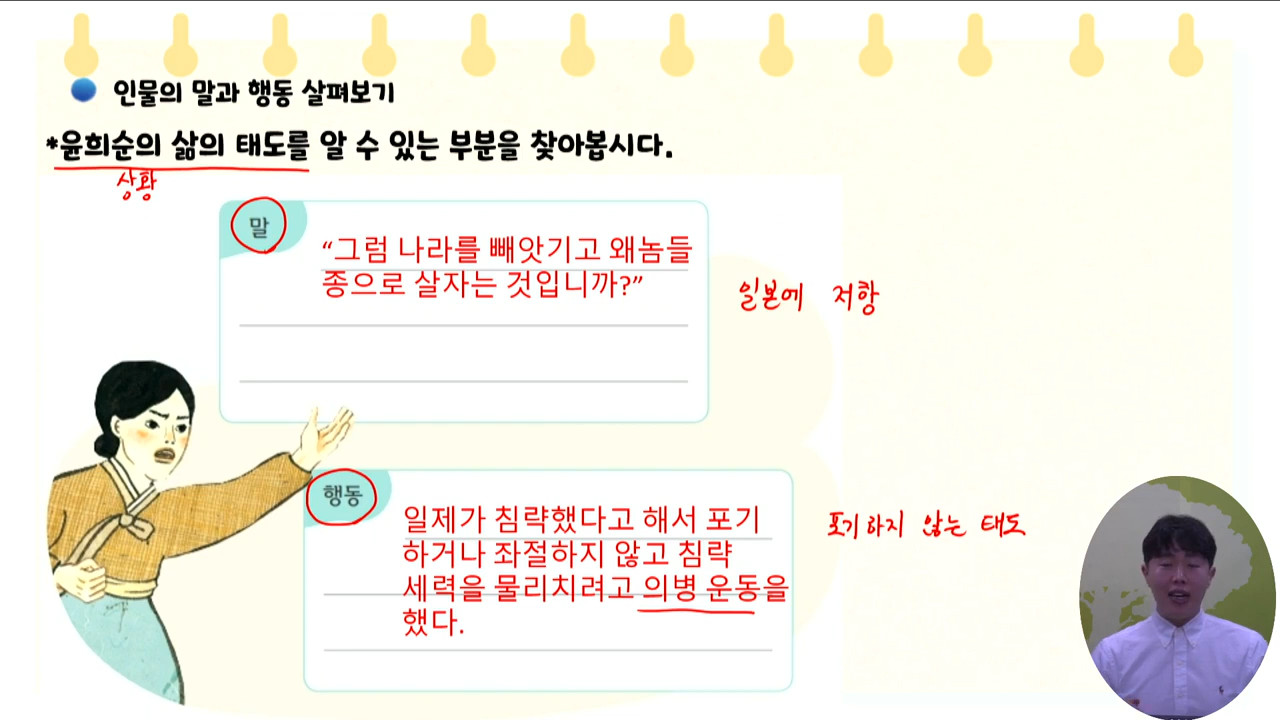 인물의 말과 행동 살펴보기
*윤희순의 삶의 태도를 알 수 있는 부분을 찾아봅시다.
상황
말
“그럼 나라를 빼앗기고 왜놈들
종으로 살자는 것입니까?”
일본에 저항
행동
일제가 침략했다고 해서 포기
하거나 좌절하지 않고 침략
세력을 물리치려고 의병 운동을
했다.
포기하지 않는 태도